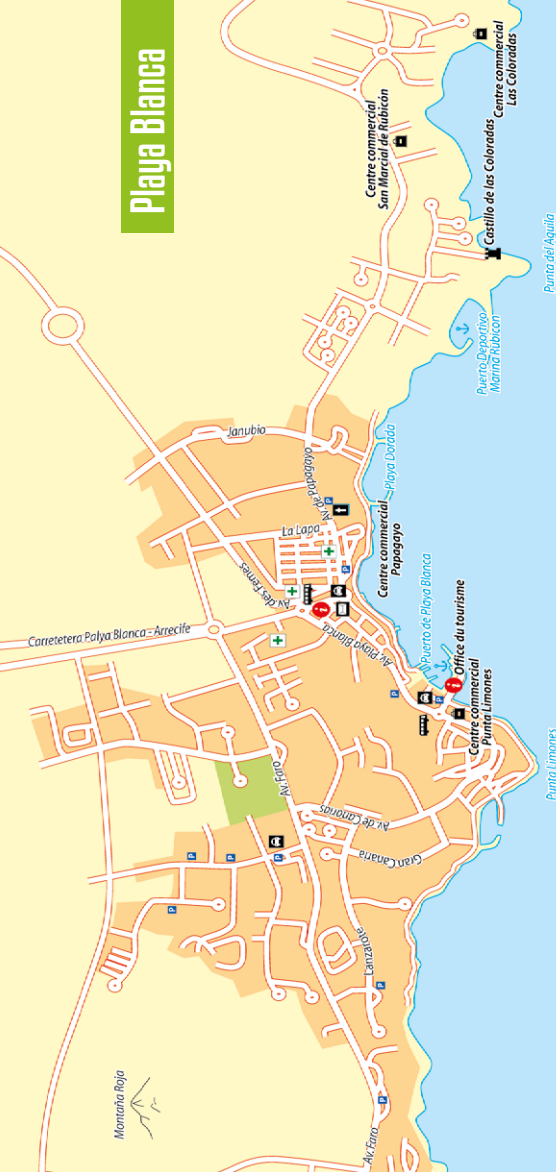 Playa Blanca
Centre commercial
Las Coloradas
Centre commercial
San Marcial de Rubicón
Castillo de las Coloradas
Punta del Aguila
Puerto Deportivo
Marina Rubicon
Janubio
Playa Dorada
Av. de Papagayo
P
La Lapa
Centre commercial
Papagayo
P
Av. des Femes
i
Carretetera Palya Blanca - Arrecife
Av. Playa Blanca
Puerto de Playa Blanca
Office du tourisme
i
P
P
Centre commercial
Punta Limones
Punta Limones
Av. Faro
Av. de Canarias
Gran Canaria
P
P
P
P
Lanzarote
P
Montaña Roja
P
Av. Faro